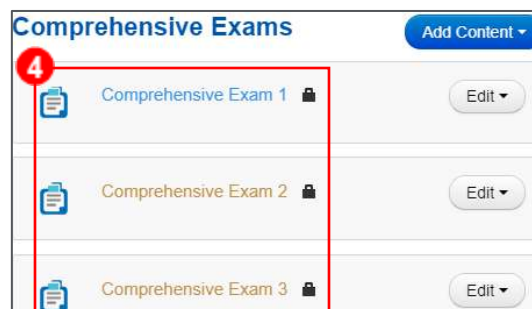 Comprehensive Exams
Add Content
4
Comprehensive Exam 1
Edit
Comprehensive Exam 2
Edit
Comprehensive Exam 3
Edit